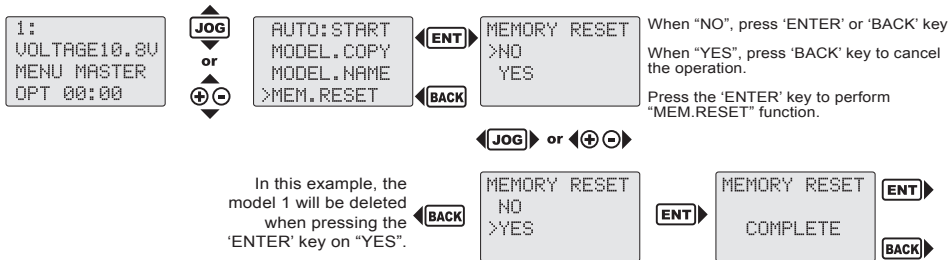 1:
VOLTAGE10.8V
MENU MASTER
OPT 00:00
JOG
or
⊕⊖
AUTO:START
MODEL.COPY
MODEL.NAME
>MEM.RESET
ENT
BACK
MEMORY RESET
>NO
YES
When "NO", press 'ENTER' or 'BACK' key
When "YES", press 'BACK' key to cancel
the operation.
Press the 'ENTER' key to perform
"MEM.RESET" function.
JOG or ⊕⊖
In this example, the
model 1 will be deleted
when pressing the
'ENTER' key on "YES".
BACK
MEMORY RESET
NO
>YES
ENT
MEMORY RESET
COMPLETE
ENT
BACK